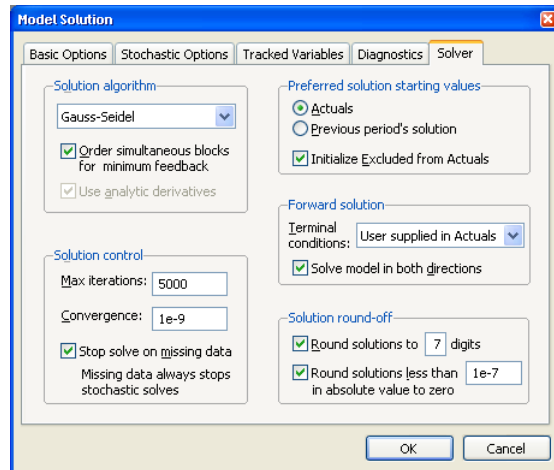 Model Solution
Basic Options
Stochastic Options
Tracked Variables
Diagnostics
Solver
Solution algorithm
Gauss-Seidel
Order simultaneous blocks
for minimum feedback
Use analytic derivatives
Solution control
Max iterations: 5000
Convergence: 1e-9
Stop solve on missing data
Missing data always stops
stochastic solves
Preferred solution starting values
Actuals
Previous period's solution
Initialize Excluded from Actuals
Forward solution
Terminal
conditions: User supplied in Actuals
Solve model in both directions
Solution round-off
Round solutions to 7 digits
Round solutions less than 1e-7
in absolute value to zero
OK
Cancel